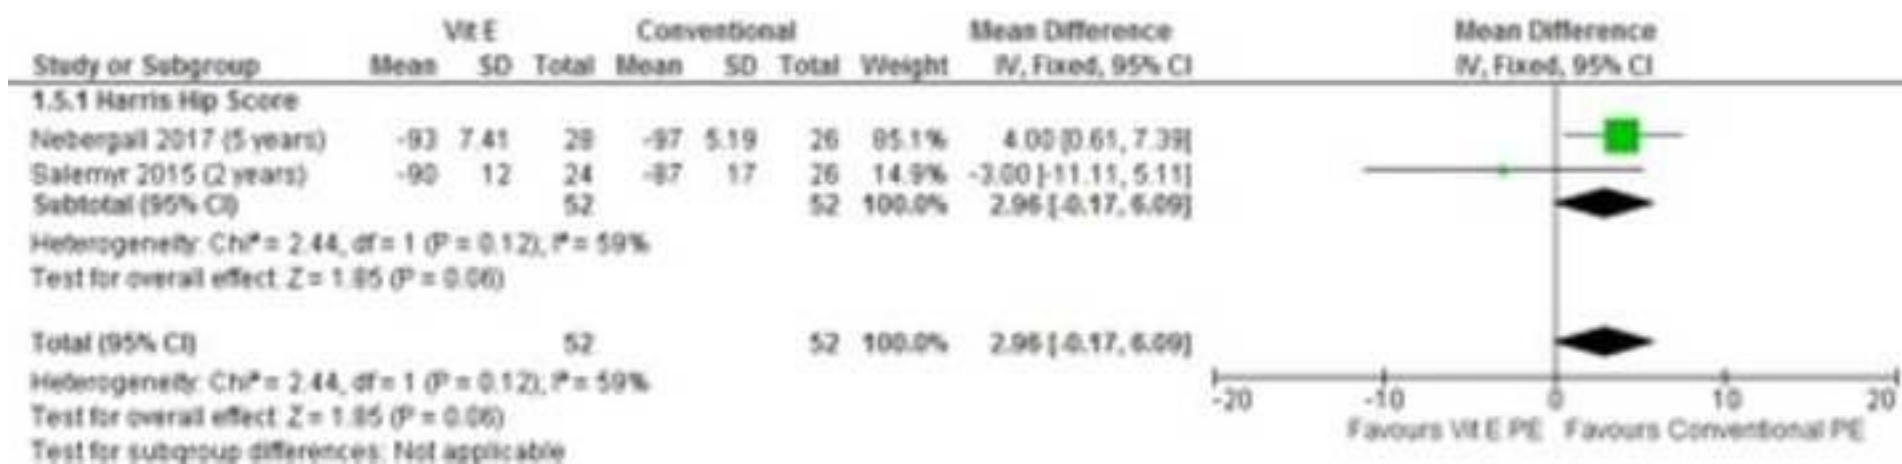 Vit E Conventional Mean Difference Mean Difference
Study or Subgroup Mean SD Total Mean SD Total Weight IV, Fixed, 95% CI IV, Fixed, 95% CI
1.5.1 Harris Hip Score
Nebergall 2017 (5 years) -93 7.41 28 -97 5.19 26 85.1% 4.00 [0.61, 7.39]
Salemyr 2015 (2 years) -90 12 24 -87 17 26 14.9% -3.00 [-11.11, 5.11]
Subtotal (95% CI) 52 52 100.0% 2.96 [-0.17, 6.09]
Heterogeneity: Chi² = 2.44, df = 1 (P = 0.12); I² = 59%
Test for overall effect: Z = 1.85 (P = 0.06)
Total (95% CI) 52 52 100.0% 2.96 [-0.17, 6.09]
Heterogeneity: Chi² = 2.44, df = 1 (P = 0.12); I² = 59%
Test for overall effect: Z = 1.85 (P = 0.06)
Test for subgroup differences: Not applicable
-20 -10 0 10 20
Favours Vit E PE Favours Conventional PE